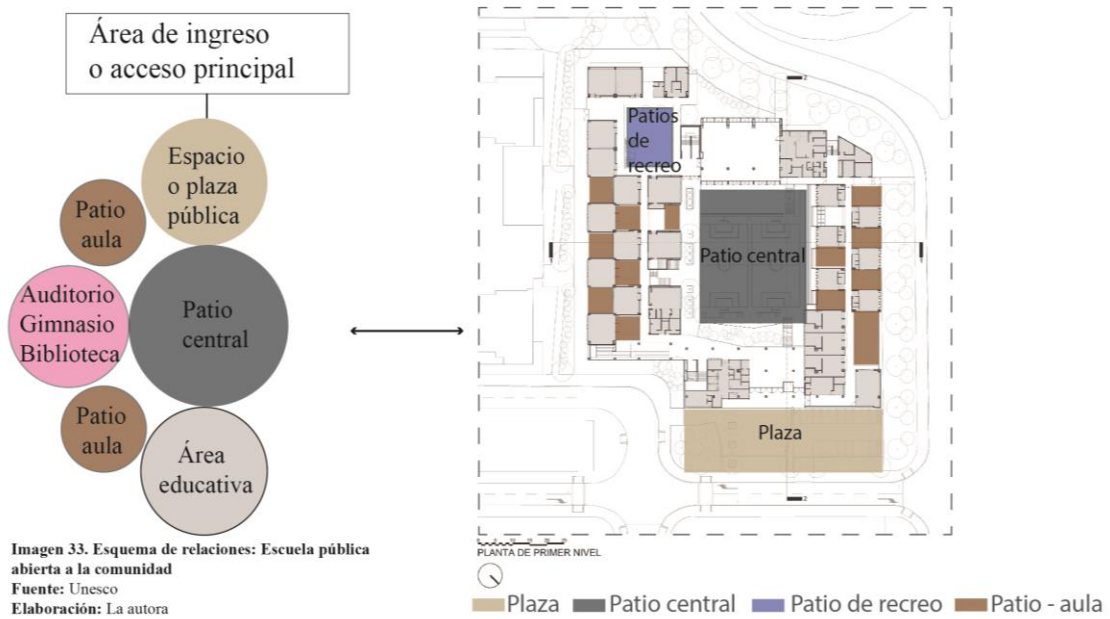 Área de ingreso
o acceso principal
Espacio
o plaza
pública
Patio
aula
Auditorio
Gimnasio
Biblioteca
Patio
central
Patio
aula
Área
educativa
Imagen 33. Esquema de relaciones: Escuela pública
abierta a la comunidad
Fuente: Unesco
Elaboración: La autora
2
Patios
de
recreo
Patio central
Plaza
2
PLANTA DE PRIMER NIVEL
Plaza
Patio central
Patio de recreo
Patio - aula